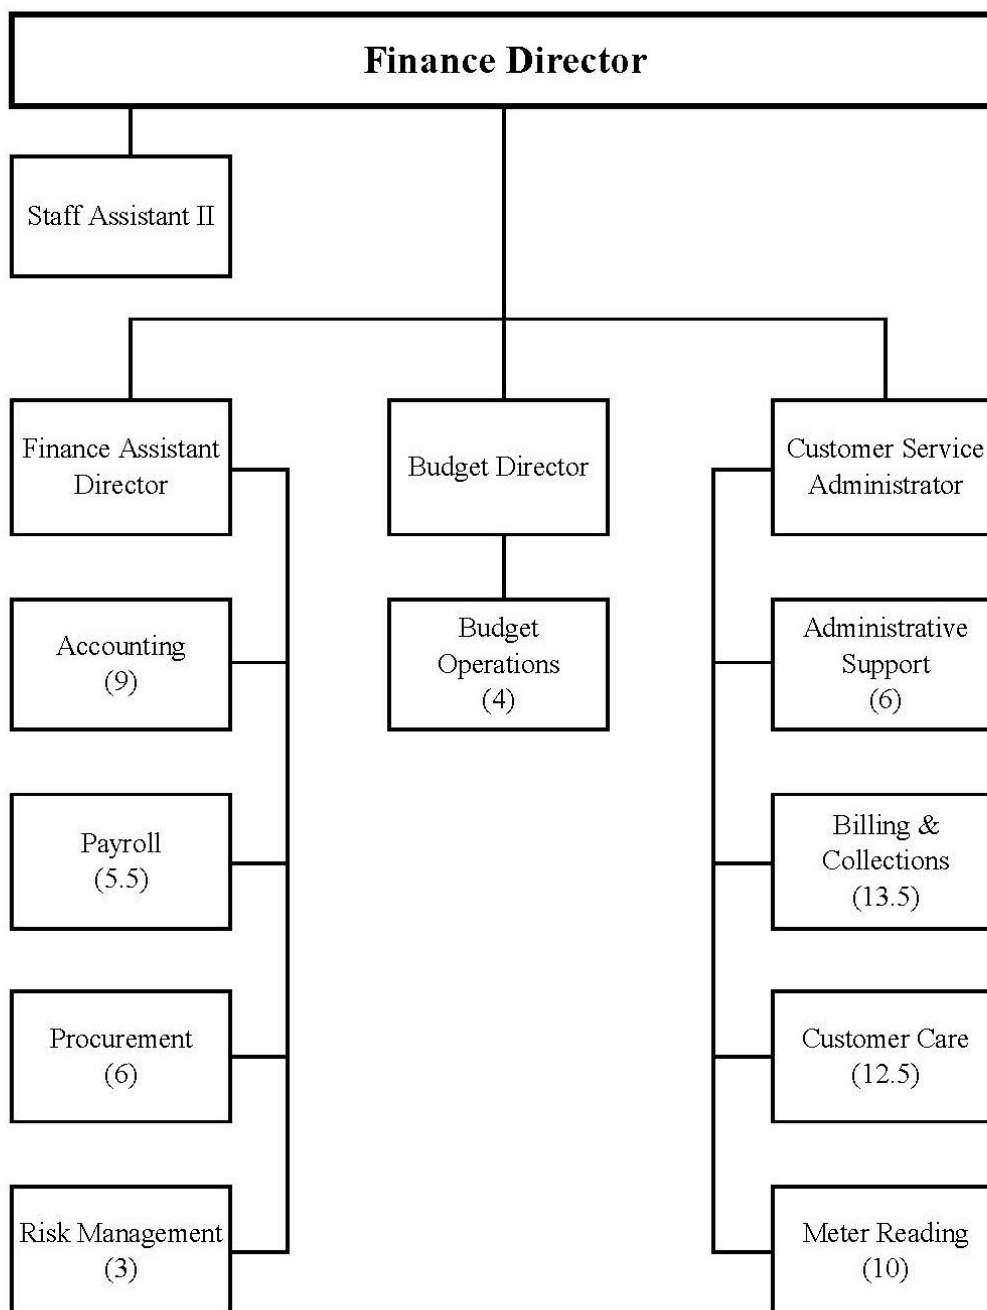 Finance Director
Staff Assistant II
Finance Assistant
Director
Budget Director
Customer Service
Administrator
Accounting
(9)
Budget
Operations
(4)
Administrative
Support
(6)
Payroll
(5.5)
Billing &
Collections
(13.5)
Procurement
(6)
Customer Care
(12.5)
Risk Management
(3)
Meter Reading
(10)